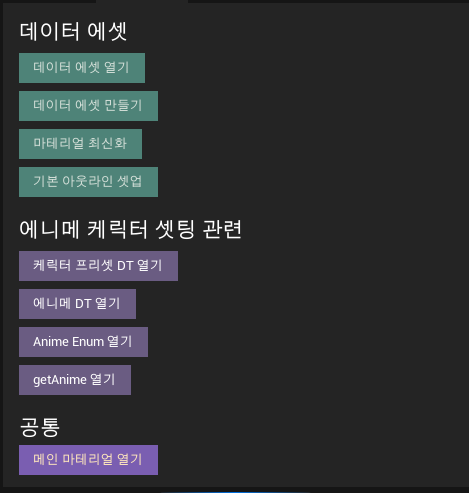 데이터 에셋
데이터 에셋 열기
데이터 에셋 만들기
마테리얼 최신화
기본 아웃라인 셋업
에니메 케릭터 셋팅 관련
케릭터 프리셋 DT 열기
에니메 DT 열기
Anime Enum 열기
getAnime 열기
공통
메인 마테리얼 열기